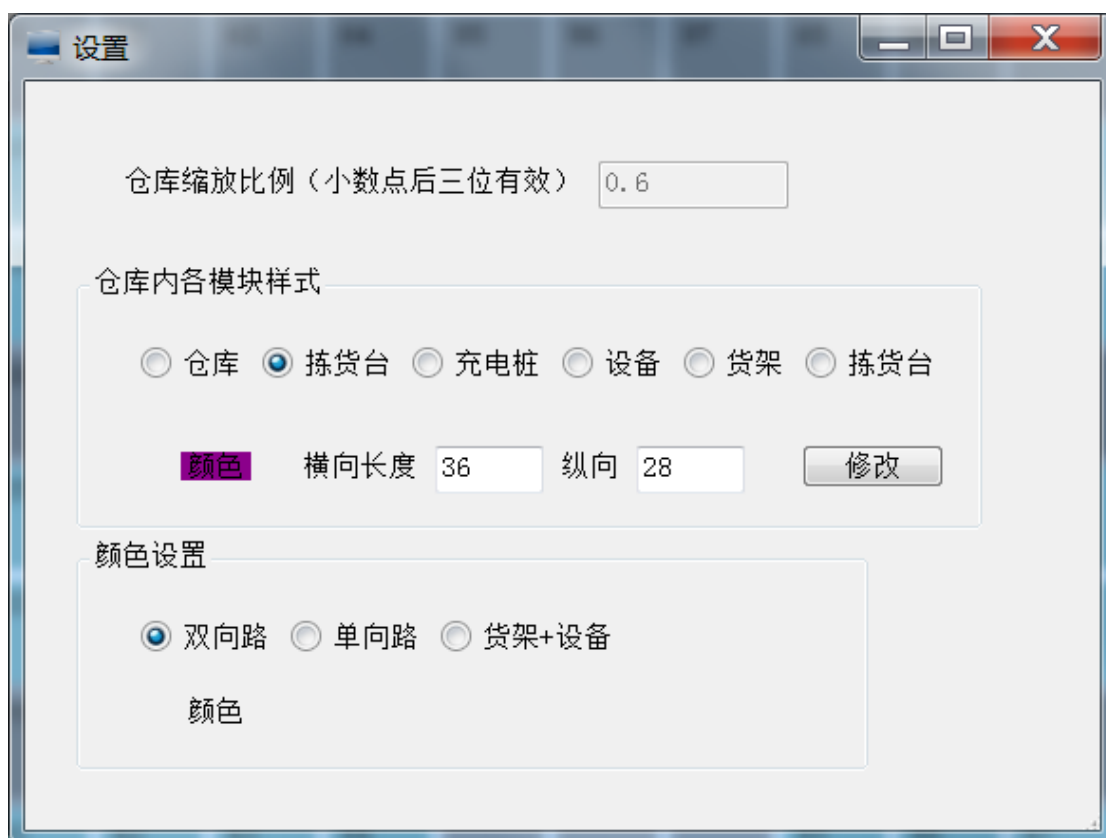 设置
仓库缩放比例（小数点后三位有效） 0.6
仓库内各模块样式
仓库 拣货台 充电桩 设备 货架 拣货台
颜色 横向长度 36 纵向 28 修改
颜色设置
双向路 单向路 货架+设备
颜色